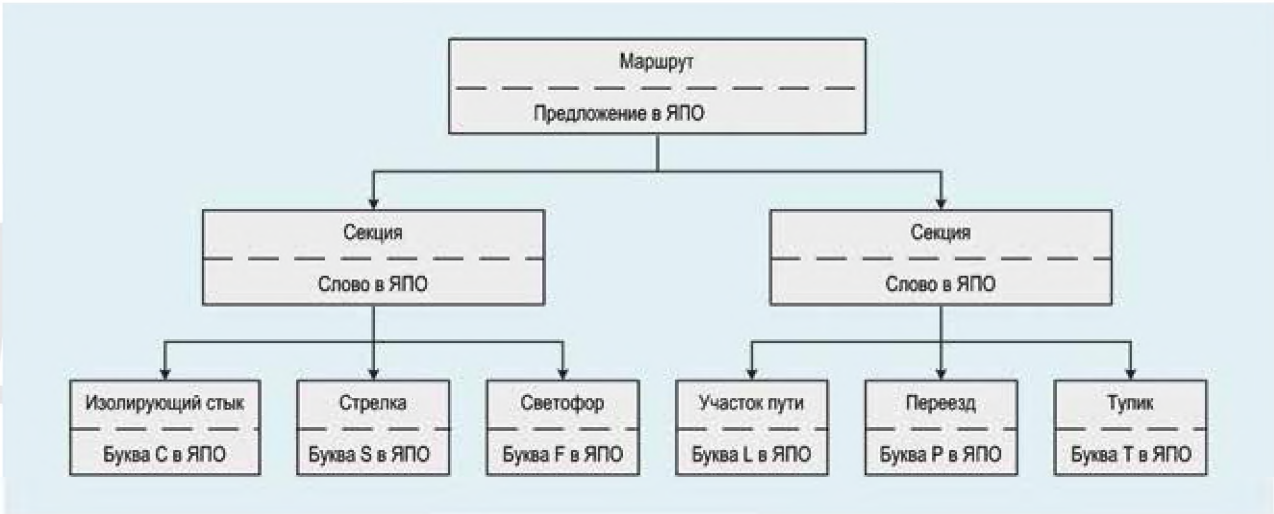 Маршрут
Предложение в ЯПО
Секция
Слово в ЯПО
Секция
Слово в ЯПО
Изолирующий стык
Буква C в ЯПО
Стрелка
Буква S в ЯПО
Светофор
Буква F в ЯПО
Участок пути
Буква L в ЯПО
Переезд
Буква P в ЯПО
Тупик
Буква T в ЯПО